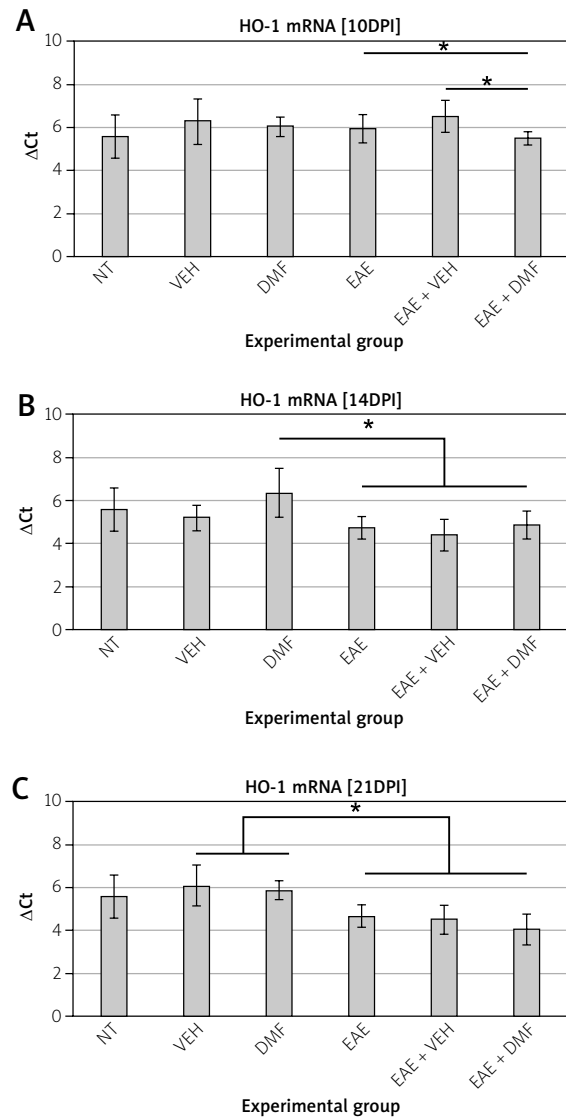 A
HO-1 mRNA [10DPI]
10
8
6
4
2
0
ΔCt
*
*
NT
VEH
DMF
EAE
EAE + VEH
EAE + DMF
Experimental group
B
HO-1 mRNA [14DPI]
10
8
6
4
2
0
ΔCt
*
NT
VEH
DMF
EAE
EAE + VEH
EAE + DMF
Experimental group
C
HO-1 mRNA [21DPI]
10
8
6
4
2
0
ΔCt
*
NT
VEH
DMF
EAE
EAE + VEH
EAE + DMF
Experimental group